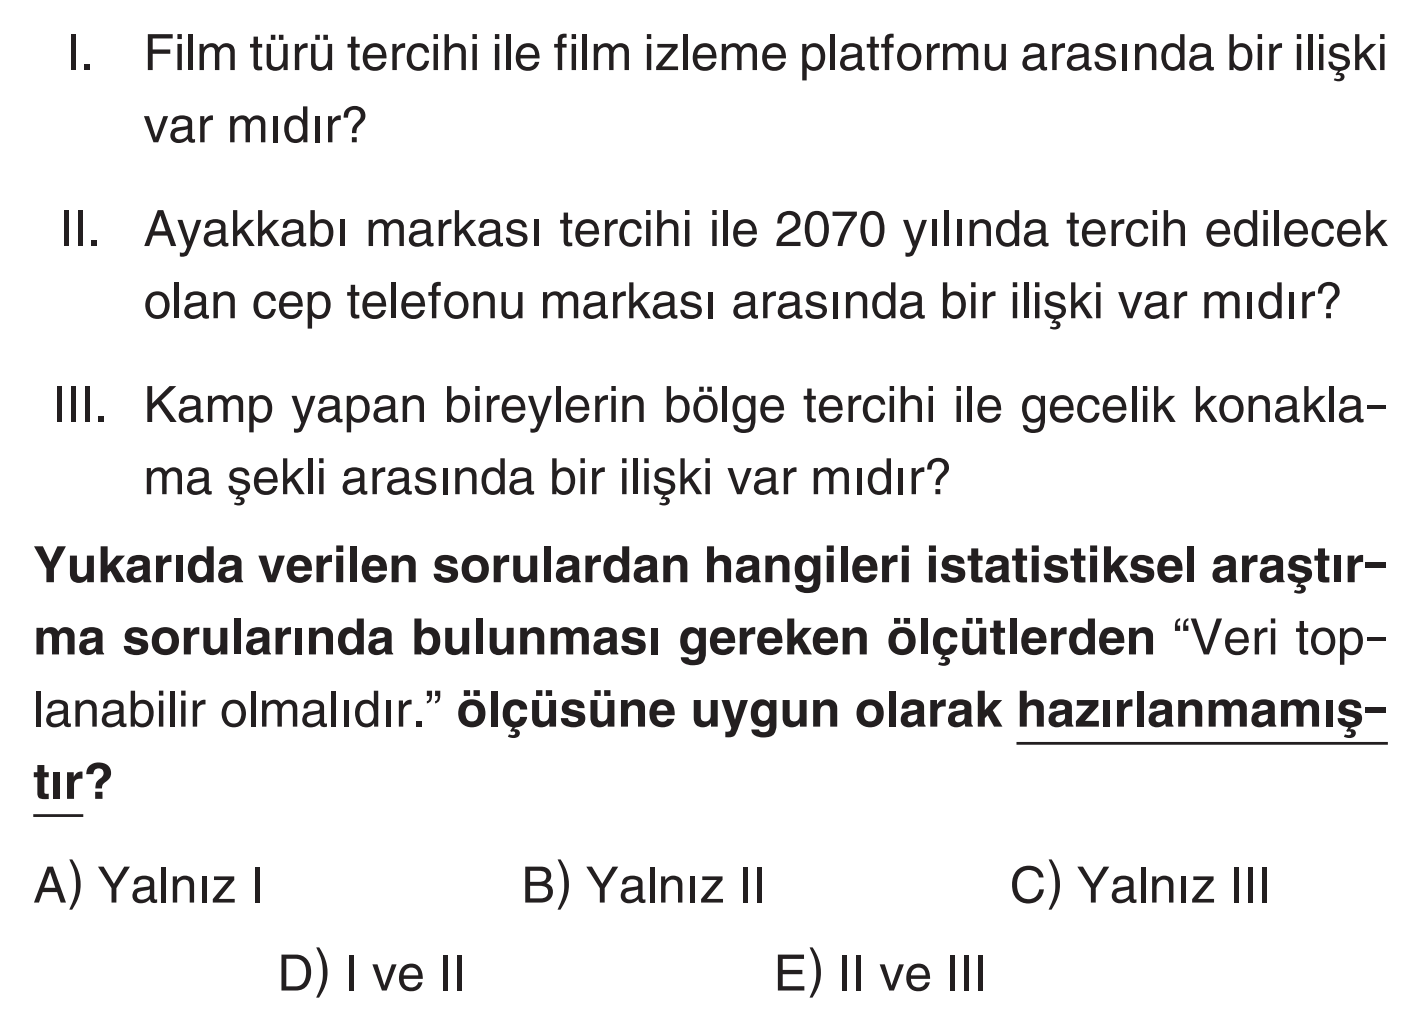 I. Film türü tercihi ile film izleme platformu arasında bir ilişki
var mıdır?
II. Ayakkabı markası tercihi ile 2070 yılında tercih edilecek
olan cep telefonu markası arasında bir ilişki var mıdır?
III. Kamp yapan bireylerin bölge tercihi ile gecelik konakla-
ma şekli arasında bir ilişki var mıdır?
Yukarıda verilen sorulardan hangileri istatistiksel araştır-
ma sorularında bulunması gereken ölçütlerden “Veri top-
lanabilir olmalıdır.” ölçüsüne uygun olarak hazırlanmamış-
tır?
A) Yalnız I B) Yalnız II C) Yalnız III
D) I ve II E) II ve III